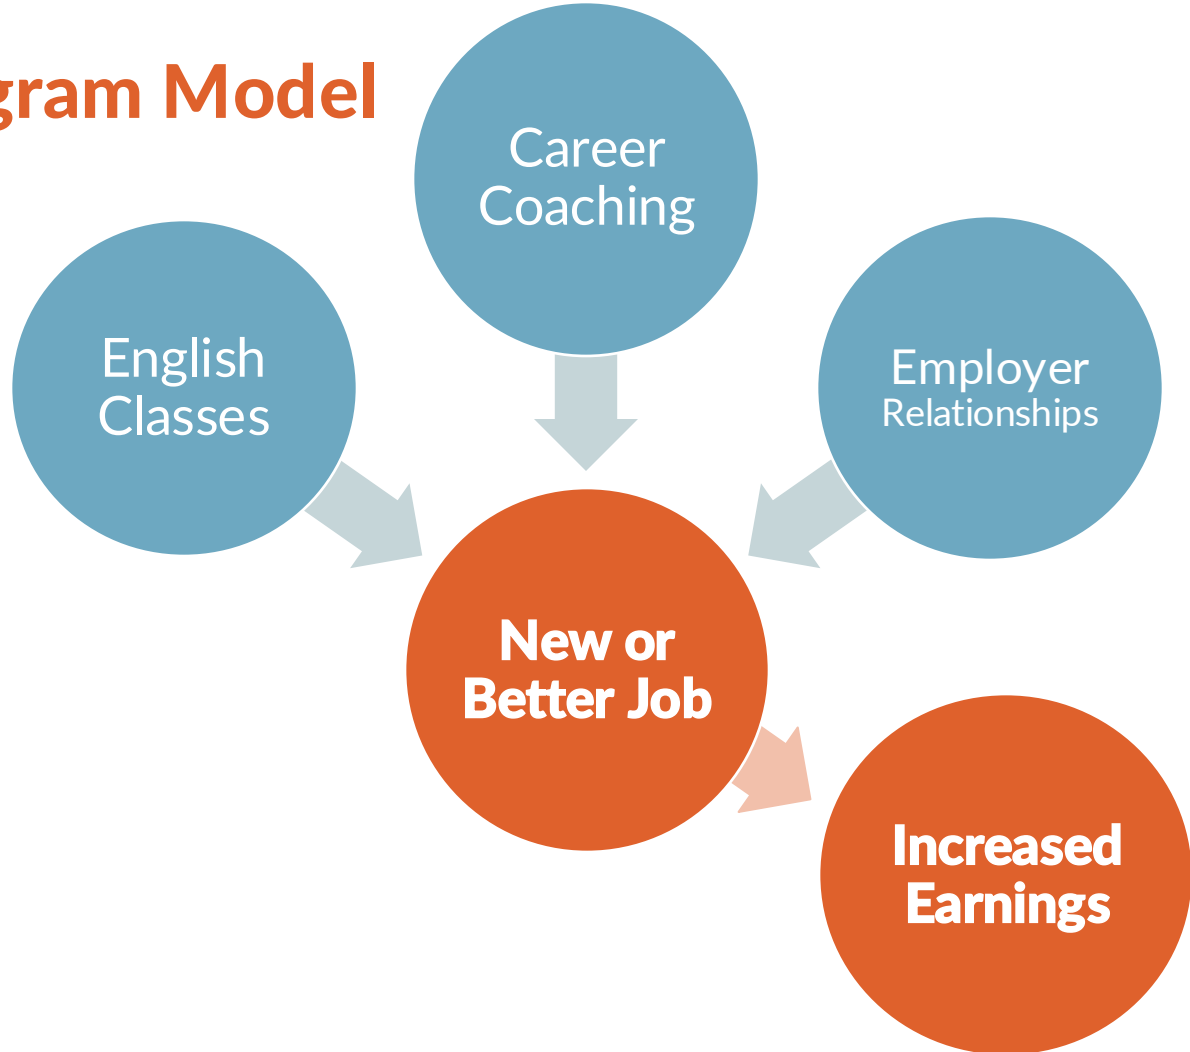 gram Model
Career
Coaching
English
Classes
Employer
Relationships
New or
Better Job
Increased
Earnings